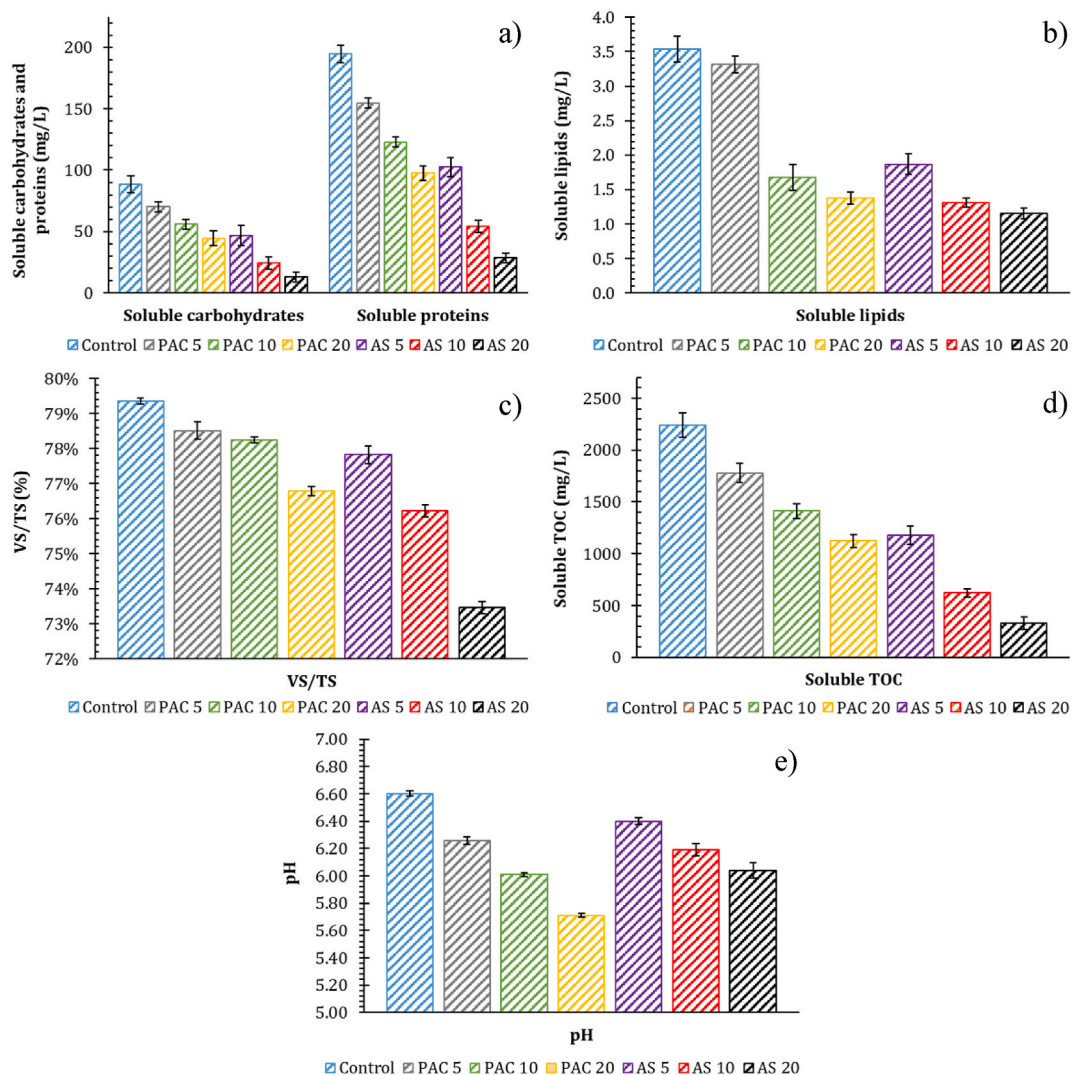 a)
Soluble carbohydrates and
proteins (mg/L)
200
150
100
50
0
Soluble carbohydrates Soluble proteins
Control PAC 5 PAC 10 PAC 20 AS 5 AS 10 AS 20
b)
Soluble lipids (mg/L)
4.0
3.5
3.0
2.5
2.0
1.5
1.0
0.5
0.0
Soluble lipids
Control PAC 5 PAC 10 PAC 20 AS 5 AS 10 AS 20
c)
VS/TS (%)
80%
79%
78%
77%
76%
75%
74%
73%
72%
VS/TS
Control PAC 5 PAC 10 PAC 20 AS 5 AS 10 AS 20
d)
Soluble TOC (mg/L)
2500
2000
1500
1000
500
0
Soluble TOC
Control PAC 5 PAC 10 PAC 20 AS 5 AS 10 AS 20
e)
pH
7.00
6.80
6.60
6.40
6.20
6.00
5.80
5.60
5.40
5.20
5.00
pH
Control PAC 5 PAC 10 PAC 20 AS 5 AS 10 AS 20